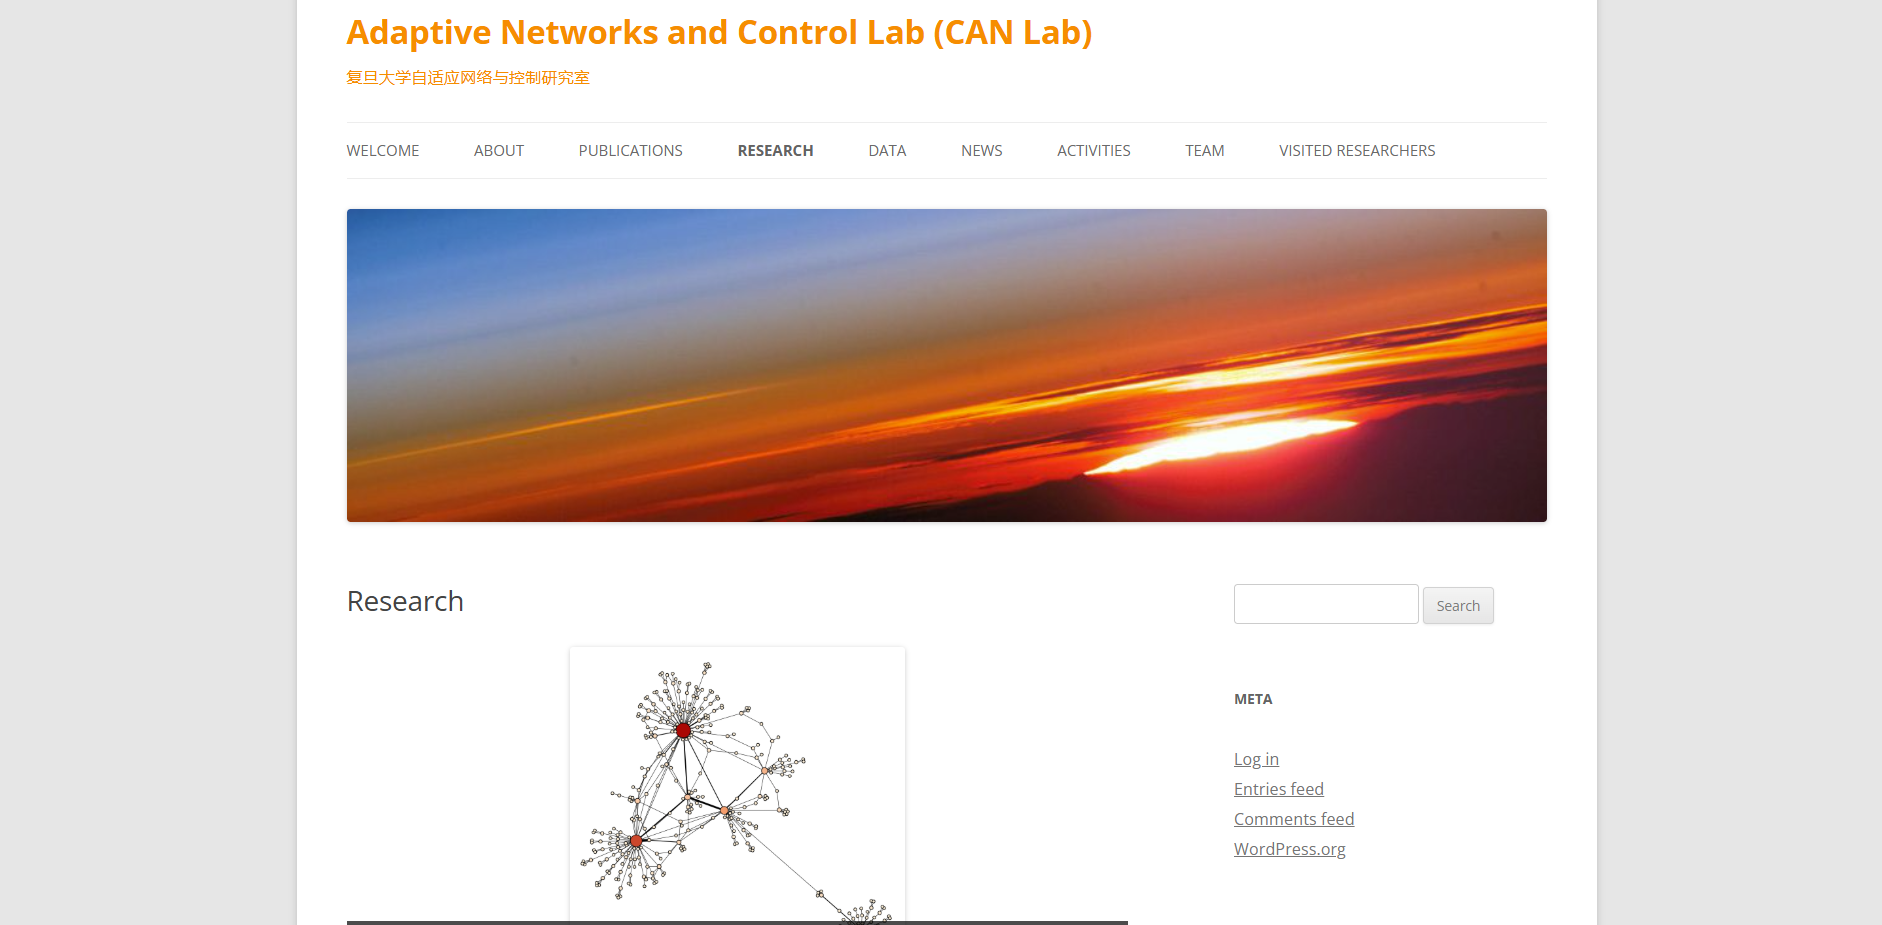 Adaptive Networks and Control Lab (CAN Lab)
复旦大学自适应网络与控制研究室
WELCOME ABOUT PUBLICATIONS RESEARCH DATA NEWS ACTIVITIES TEAM VISITED RESEARCHERS
Research
Search
META
Log in
Entries feed
Comments feed
WordPress.org